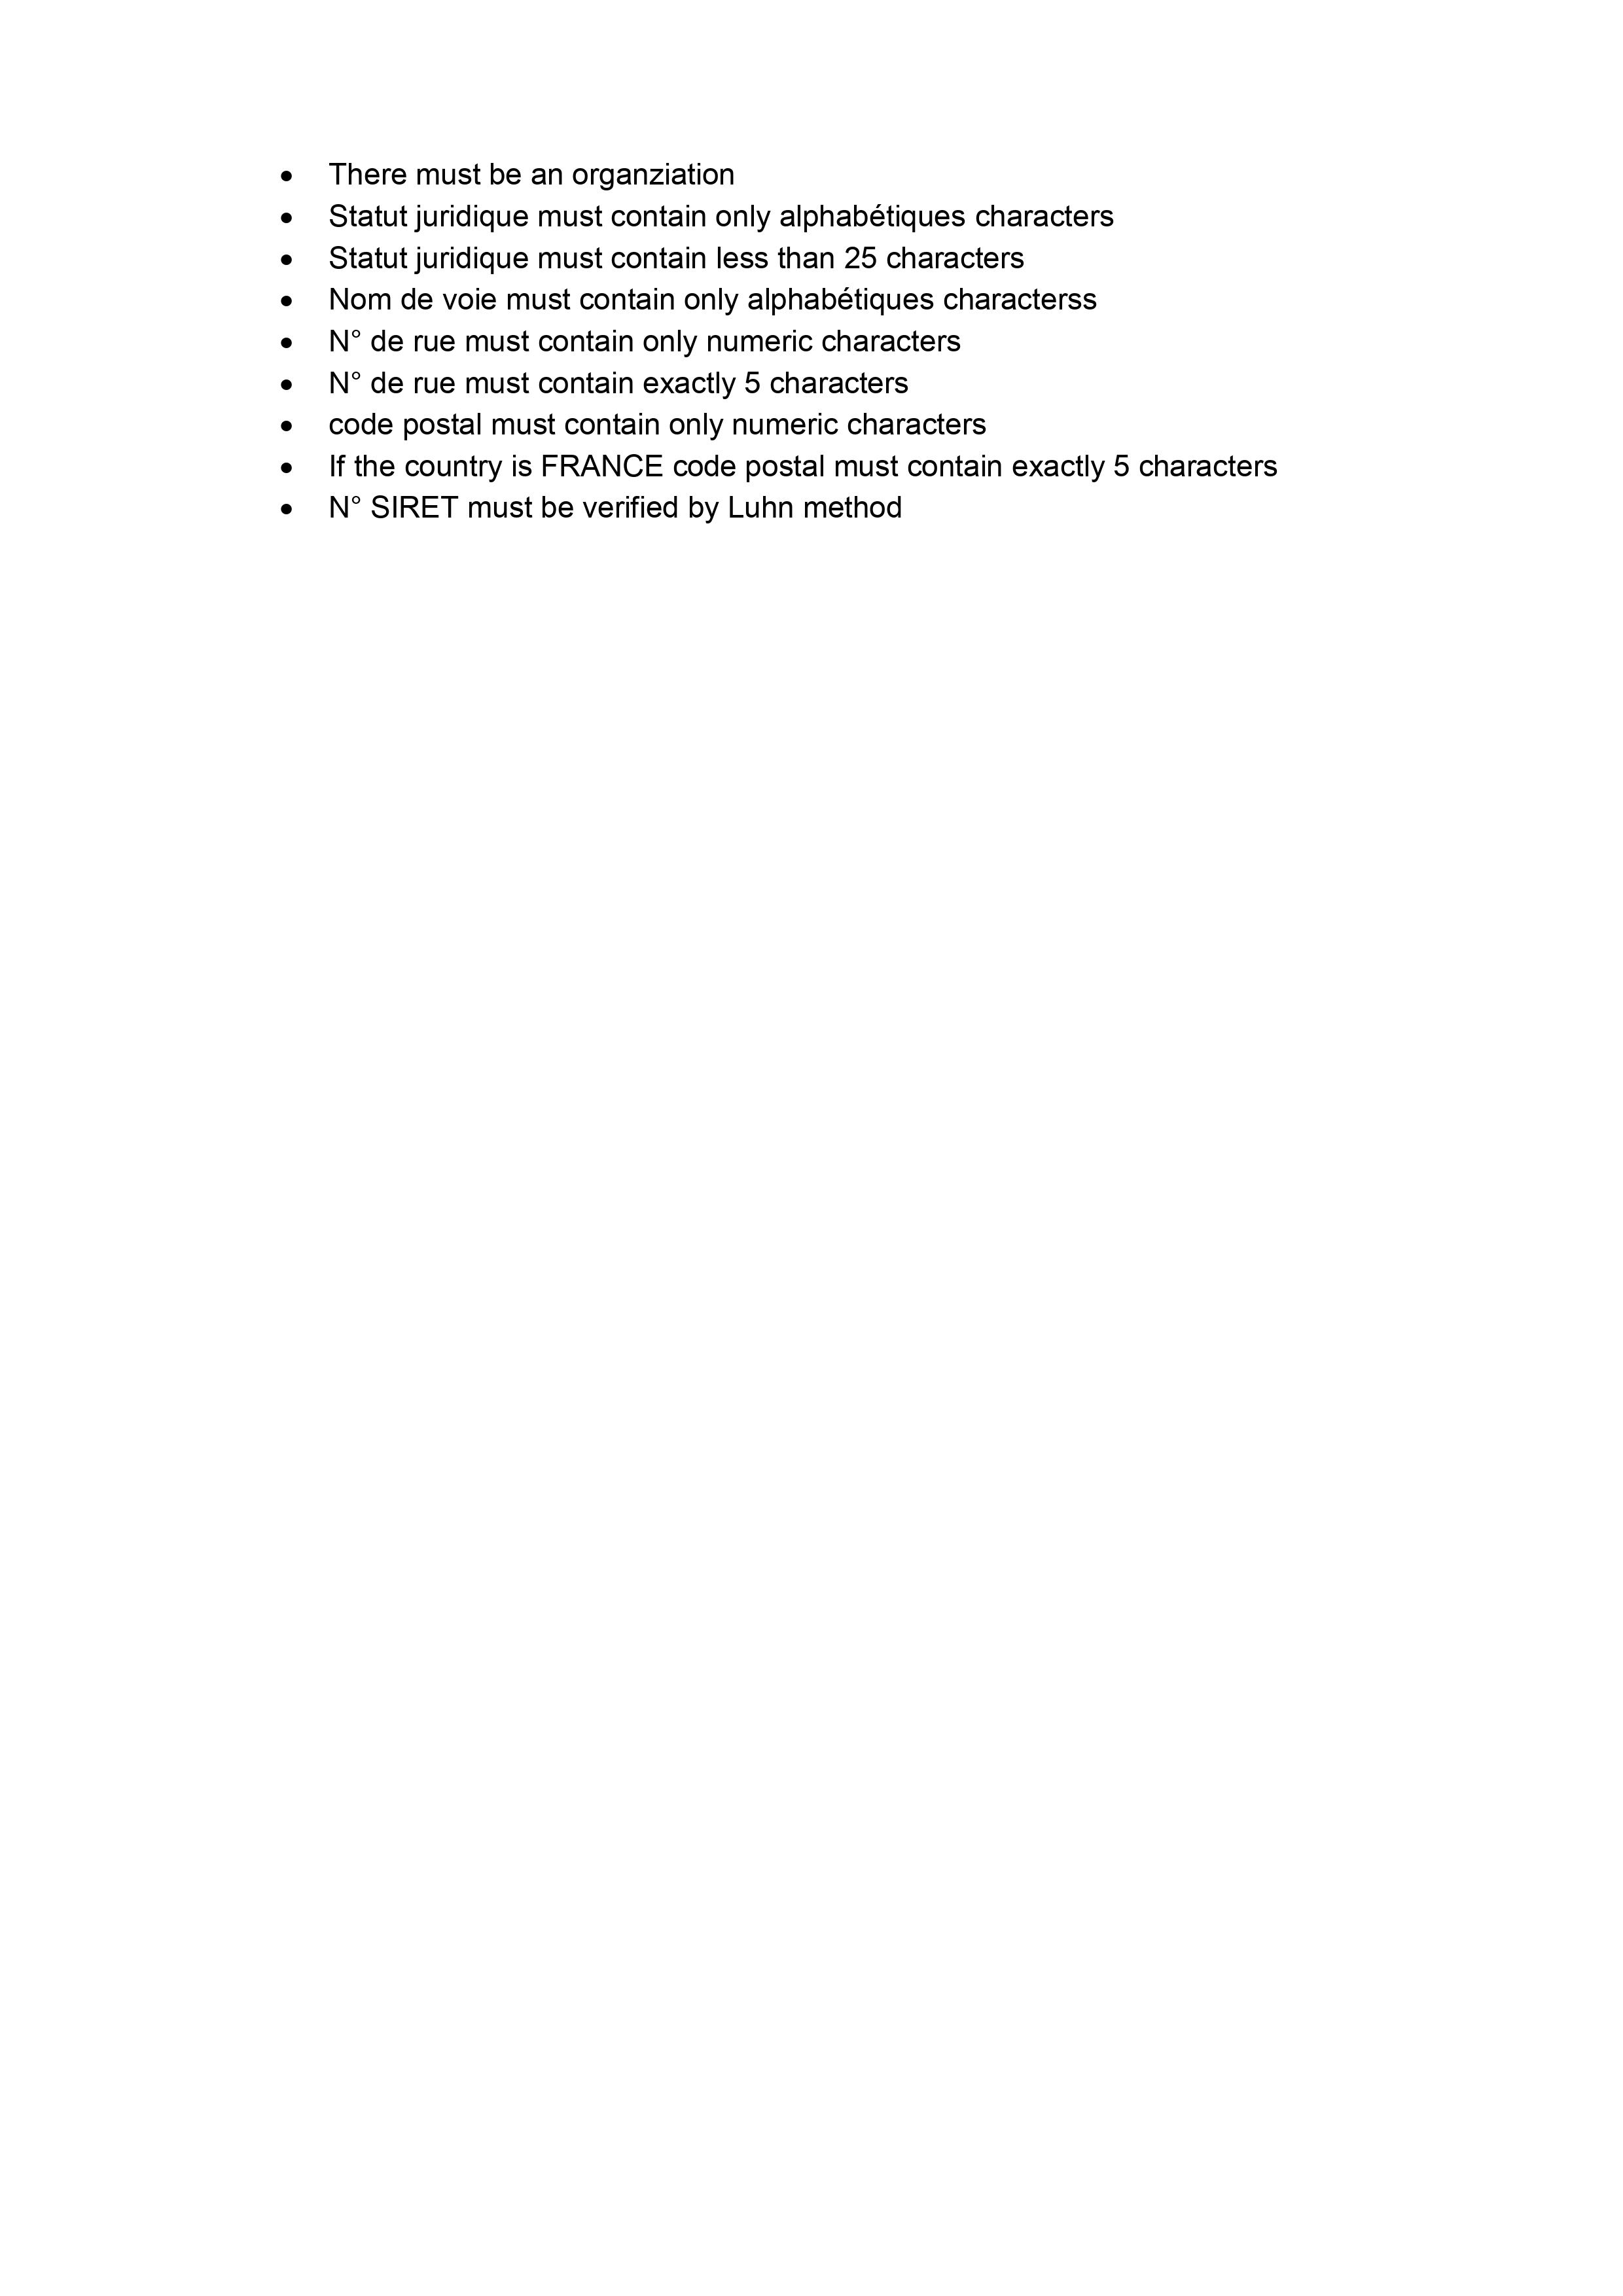 • There must be an organziation
• Statut juridique must contain only alphabétiques characters
• Statut juridique must contain less than 25 characters
• Nom de voie must contain only alphabétiques characterss
• N° de rue must contain only numeric characters
• N° de rue must contain exactly 5 characters
• code postal must contain only numeric characters
• If the country is FRANCE code postal must contain exactly 5 characters
• N° SIRET must be verified by Luhn method